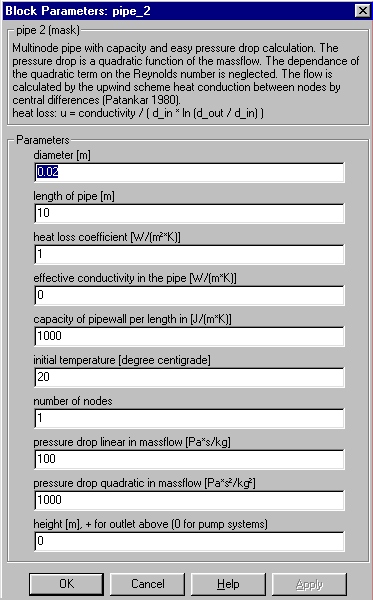 Block Parameters: pipe_2
pipe 2 (mask)
Multinode pipe with capacity and easy pressure drop calculation. The
pressure drop is a quadratic function of the massflow. The dependance of
the quadratic term on the Reynolds number is neglected. The flow is
calculated by the upwind scheme heat conduction between nodes by
central differences (Patankar 1980).
heat loss: u = conductivity / ( d_in * ln (d_out / d_in) )
Parameters
diameter [m]
0.02
length of pipe [m]
10
heat loss coefficient [W/(m²*K)]
1
effective conductivity in the pipe [W/(m*K)]
0
capacity of pipewall per length in [J/(m*K)]
1000
initial temperature [degree centigrade]
20
number of nodes
1
pressure drop linear in massflow [Pa*s/kg]
100
pressure drop quadratic in massflow [Pa*s²/kg²]
1000
height [m], + for outlet above (0 for pump systems)
0
OK Cancel Help Apply